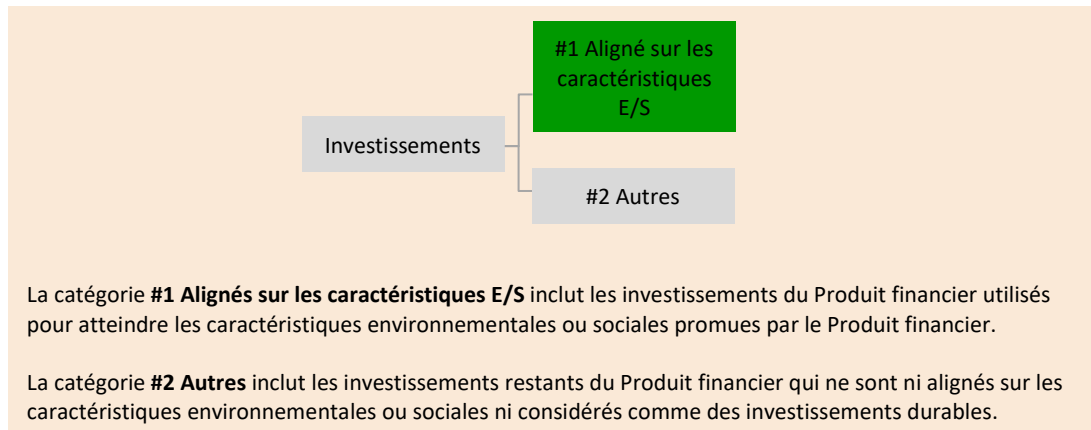 #1 Aligné sur les
caractéristiques
E/S
Investissements
#2 Autres
La catégorie #1 Alignés sur les caractéristiques E/S inclut les investissements du Produit financier utilisés
pour atteindre les caractéristiques environnementales ou sociales promues par le Produit financier.
La catégorie #2 Autres inclut les investissements restants du Produit financier qui ne sont ni alignés sur les
caractéristiques environnementales ou sociales ni considérés comme des investissements durables.